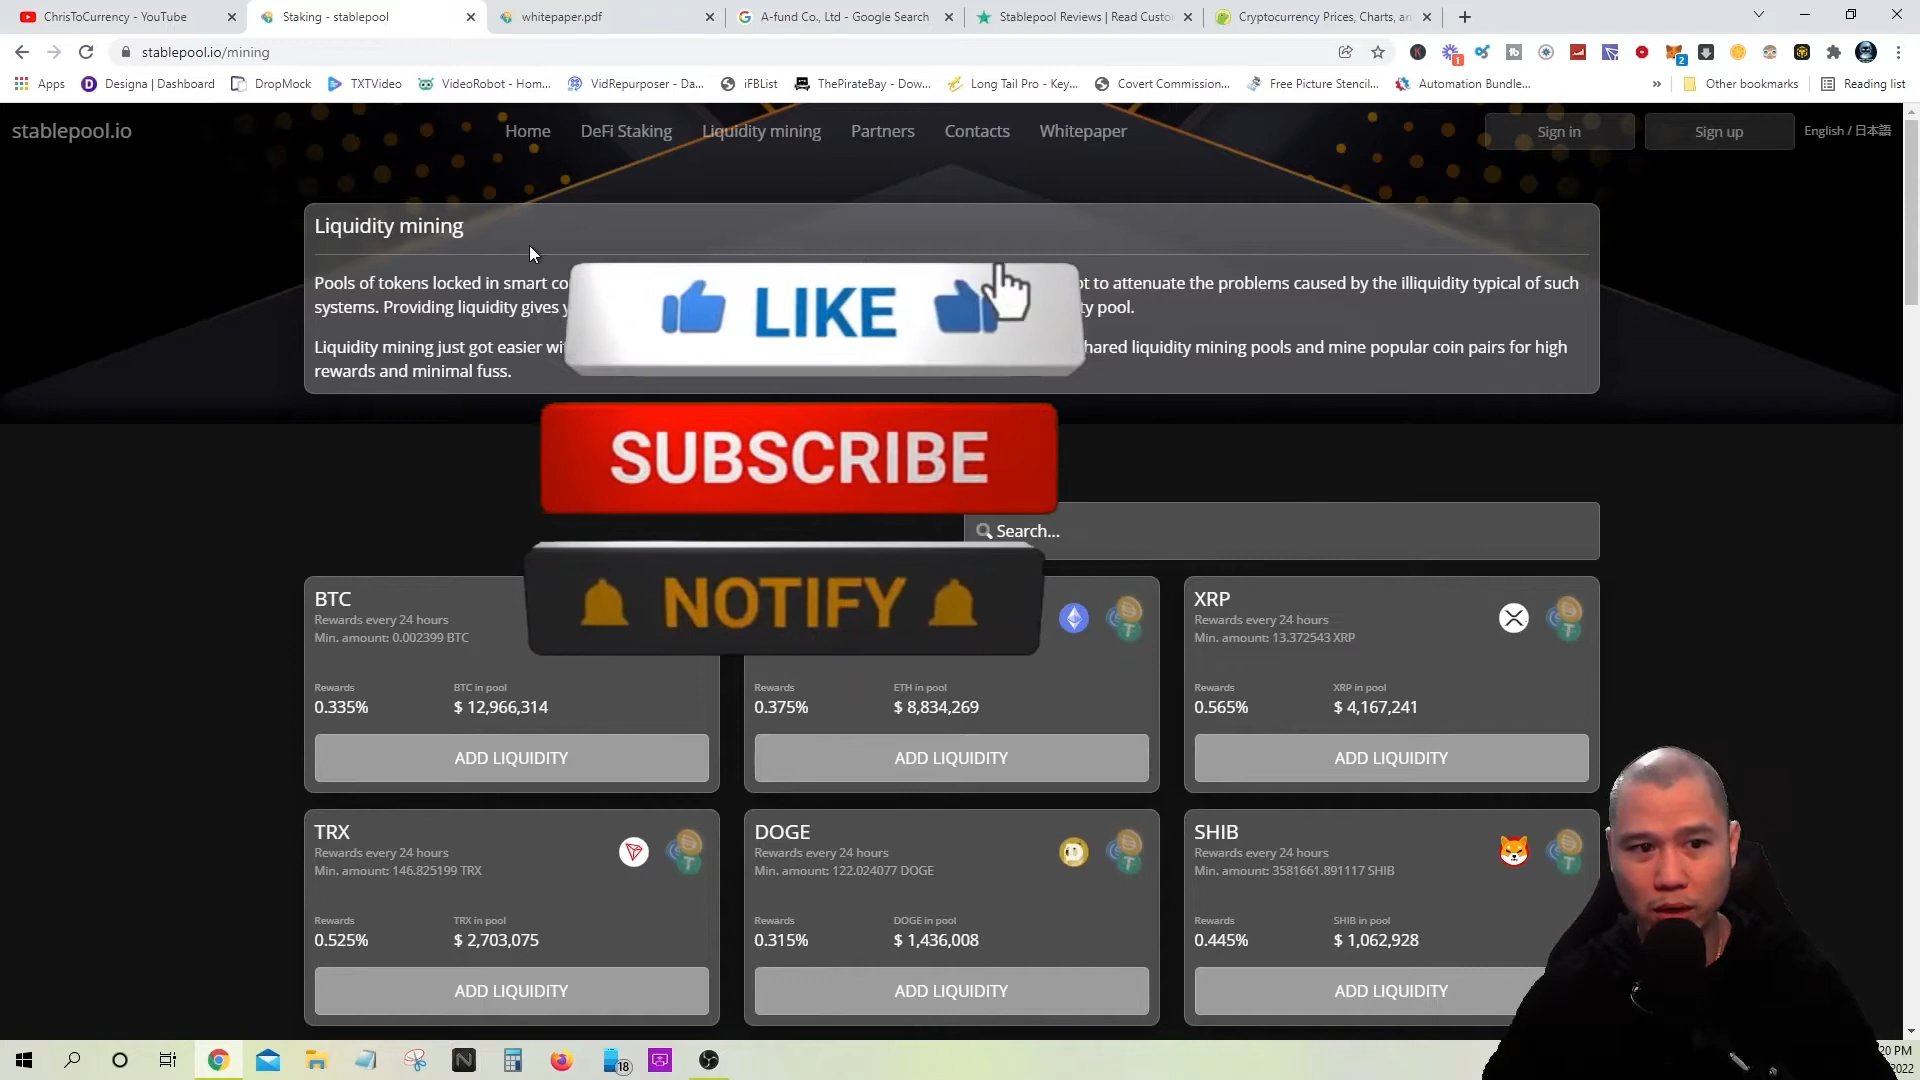 ChrisToCurrency - YouTube
Staking - stablepool
whitepaper.pdf
A-fund Co., Ltd - Google Search
Stablepool Reviews | Read Custo
Cryptocurrency Prices, Charts, an
stablepool.io/mining
1
2
Apps
Designa | Dashboard
DropMock
TXTVideo
VideoRobot - Hom...
VidRepurposer - Da...
iFBList
ThePirateBay - Dow...
Long Tail Pro - Key...
Covert Commission...
Free Picture Stencil...
Automation Bundle...
Other bookmarks
Reading list
stablepool.io
Home
DeFi Staking
Liquidity mining
Partners
Contacts
Whitepaper
Sign in
Sign up
English / 日本語
Liquidity mining
Pools of tokens locked in smart co
ot to attenuate the problems caused by the illiquidity typical of such
systems. Providing liquidity gives y
ty pool.
Liquidity mining just got easier wi
hared liquidity mining pools and mine popular coin pairs for high
rewards and minimal fuss.
LIKE
SUBSCRIBE
NOTIFY
Search...
BTC
Rewards every 24 hours
Min. amount: 0.002399 BTC
Rewards
BTC in pool
0.335%
$ 12,966,314
ADD LIQUIDITY
Rewards
ETH in pool
0.375%
$ 8,834,269
ADD LIQUIDITY
XRP
Rewards every 24 hours
Min. amount: 13.372543 XRP
Rewards
XRP in pool
0.565%
$ 4,167,241
ADD LIQUIDITY
TRX
Rewards every 24 hours
Min. amount: 146.825199 TRX
Rewards
TRX in pool
0.525%
$ 2,703,075
ADD LIQUIDITY
DOGE
Rewards every 24 hours
Min. amount: 122.024077 DOGE
Rewards
DOGE in pool
0.315%
$ 1,436,008
ADD LIQUIDITY
SHIB
Rewards every 24 hours
Min. amount: 3581661.891117 SHIB
Rewards
SHIB in pool
0.445%
$ 1,062,928
ADD LIQUIDITY
18
20 PM
2022